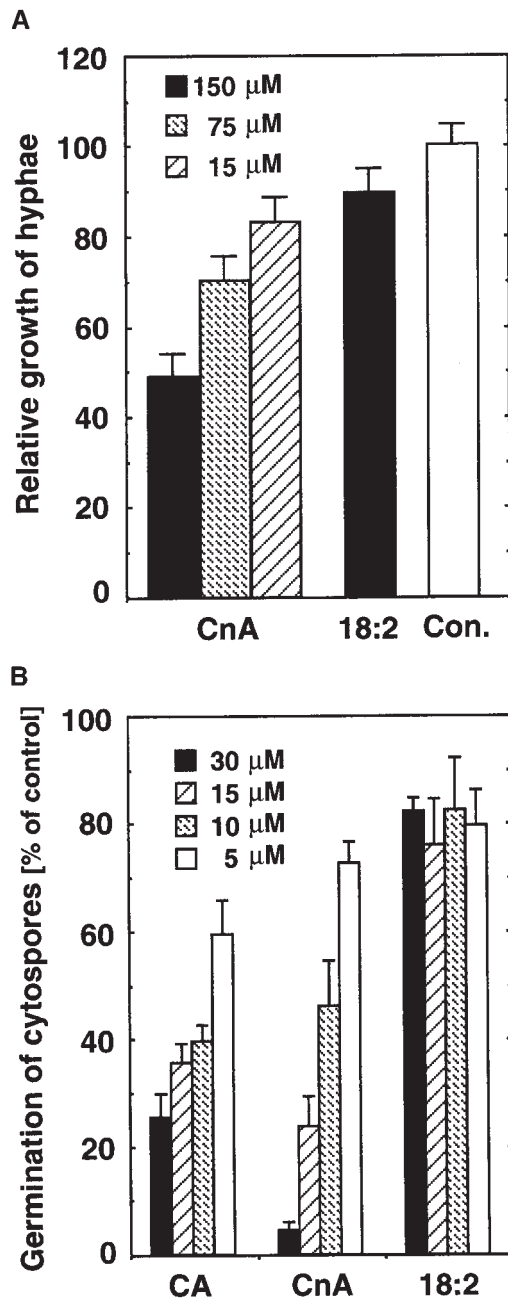 A
120
100
80
60
40
20
0
Relative growth of hyphae
150 µM
75 µM
15 µM
CnA 18:2 Con.
B
100
80
60
40
20
0
Germination of cytospores [% of control]
30 µM
15 µM
10 µM
5 µM
CA CnA 18:2